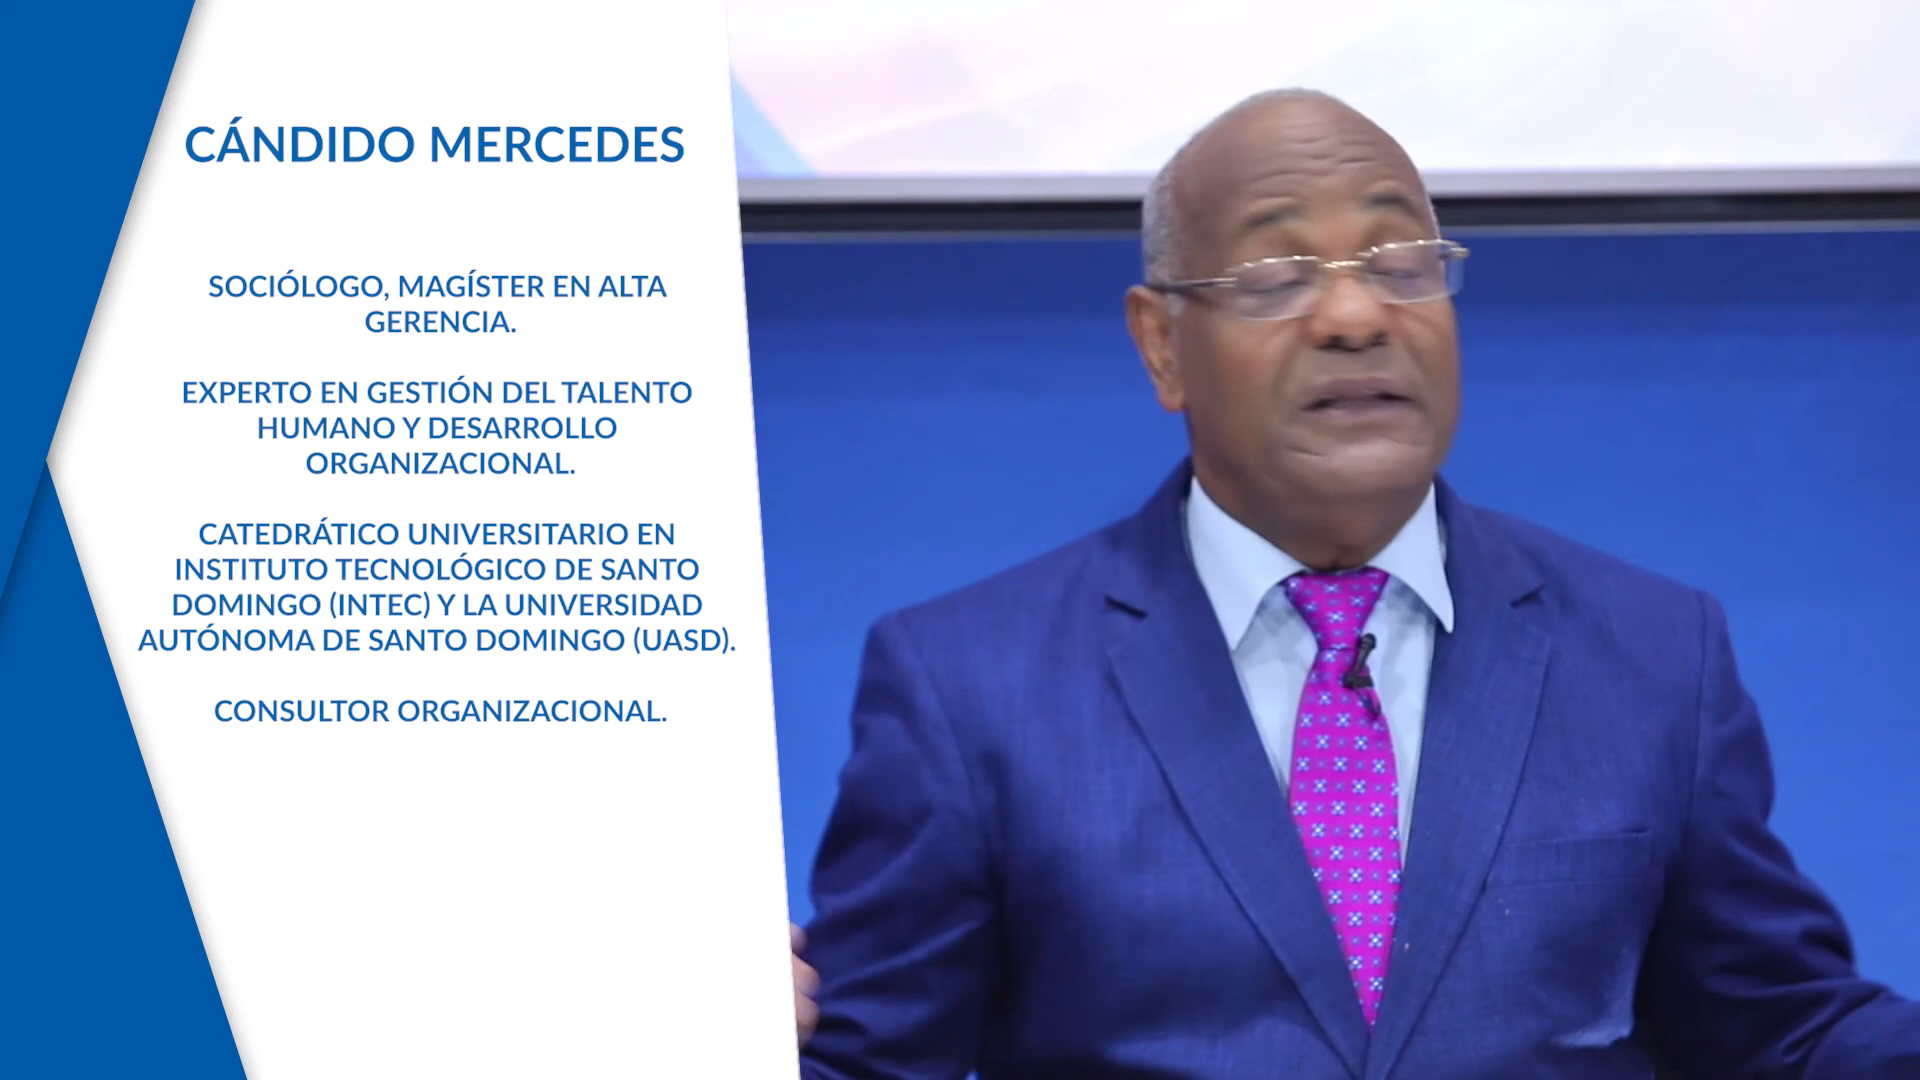 CÁNDIDO MERCEDES
SOCIÓLOGO, MAGÍSTER EN ALTA
GERENCIA.
EXPERTO EN GESTIÓN DEL TALENTO
HUMANO Y DESARROLLO
ORGANIZACIONAL.
CATEDRÁTICO UNIVERSITARIO EN
INSTITUTO TECNOLÓGICO DE SANTO
DOMINGO (INTEC) Y LA UNIVERSIDAD
AUTÓNOMA DE SANTO DOMINGO (UASD).
CONSULTOR ORGANIZACIONAL.